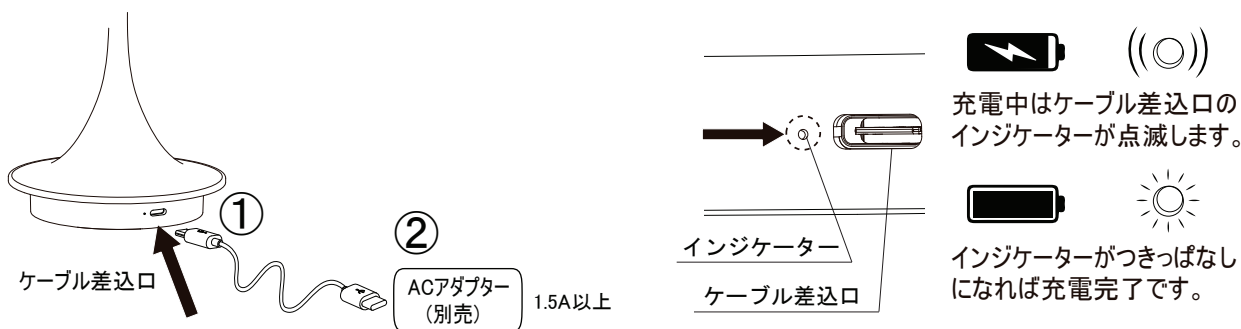 ①
②
ケーブル差込口
ACアダプター
(別売)
1.5A以上
インジケーター
ケーブル差込口
充電中はケーブル差込口の
インジケーターが点滅します。
インジケーターがつきっぱなし
になれば充電完了です。